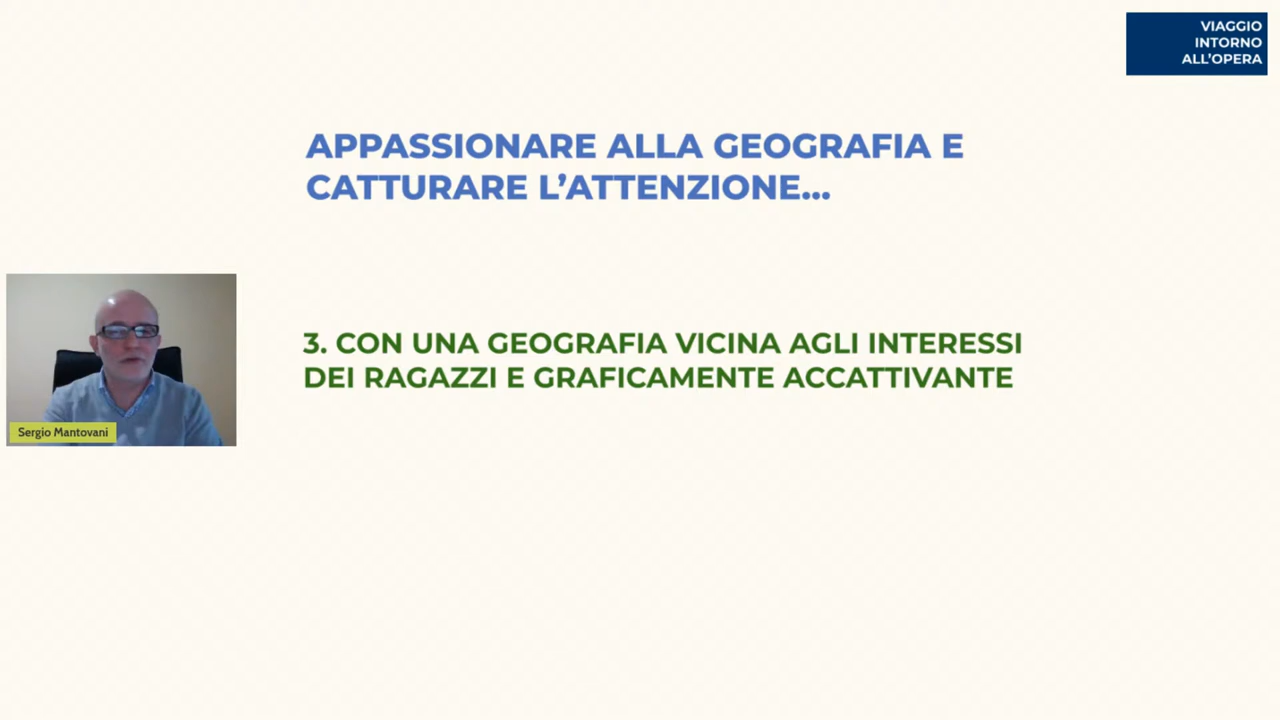 VIAGGIO
INTORNO
ALL'OPERA
APPASSIONARE ALLA GEOGRAFIA E
CATTURARE L'ATTENZIONE...
3. CON UNA GEOGRAFIA VICINA AGLI INTERESSI
DEI RAGAZZI E GRAFICAMENTE ACCATTIVANTE
Sergio Mantovani